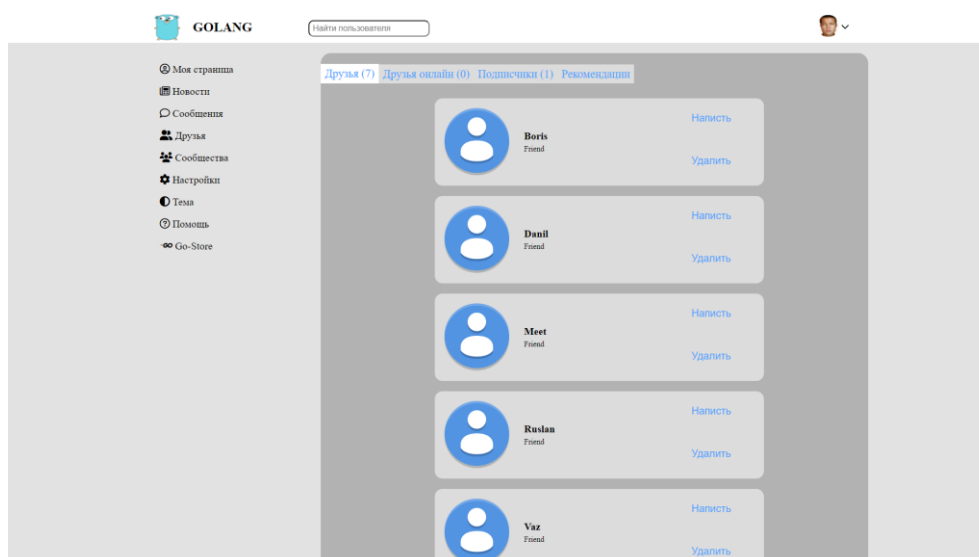 GOLANG
Найти пользователя
Моя страница
Новости
Сообщения
Друзья
Сообщества
Настройки
Тема
Помощь
Go-Store
Друзья (7) Друзья онлайн (0) Подписчики (1) Рекомендации
Boris
Friend
Написть
Удалить
Danil
Friend
Написть
Удалить
Meet
Friend
Написть
Удалить
Ruslan
Friend
Написть
Удалить
Vaz
Friend
Написть
Удалить